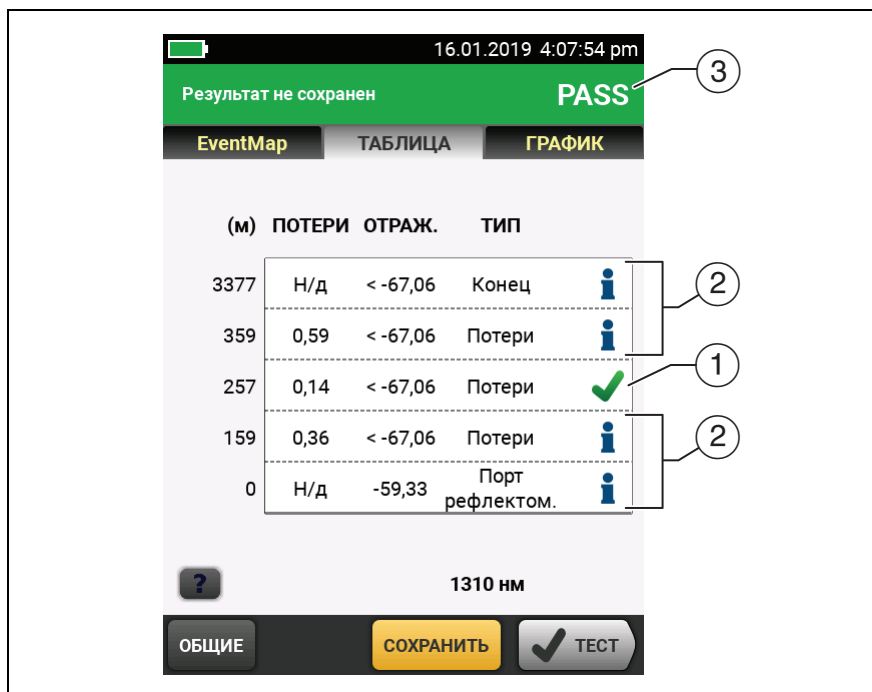 16.01.2019 4:07:54 pm
Результат не сохранен PASS
3
EventMap ТАБЛИЦА ГРАФИК
(м) ПОТЕРИ ОТРАЖ. ТИП
3377 Н/д < -67,06 Конец
2
359 0,59 < -67,06 Потери
257 0,14 < -67,06 Потери
1
159 0,36 < -67,06 Потери
2
0 Н/д -59,33 Порт
рефлектом.
?
1310 нм
ОБЩИЕ СОХРАНИТЬ ТЕСТ